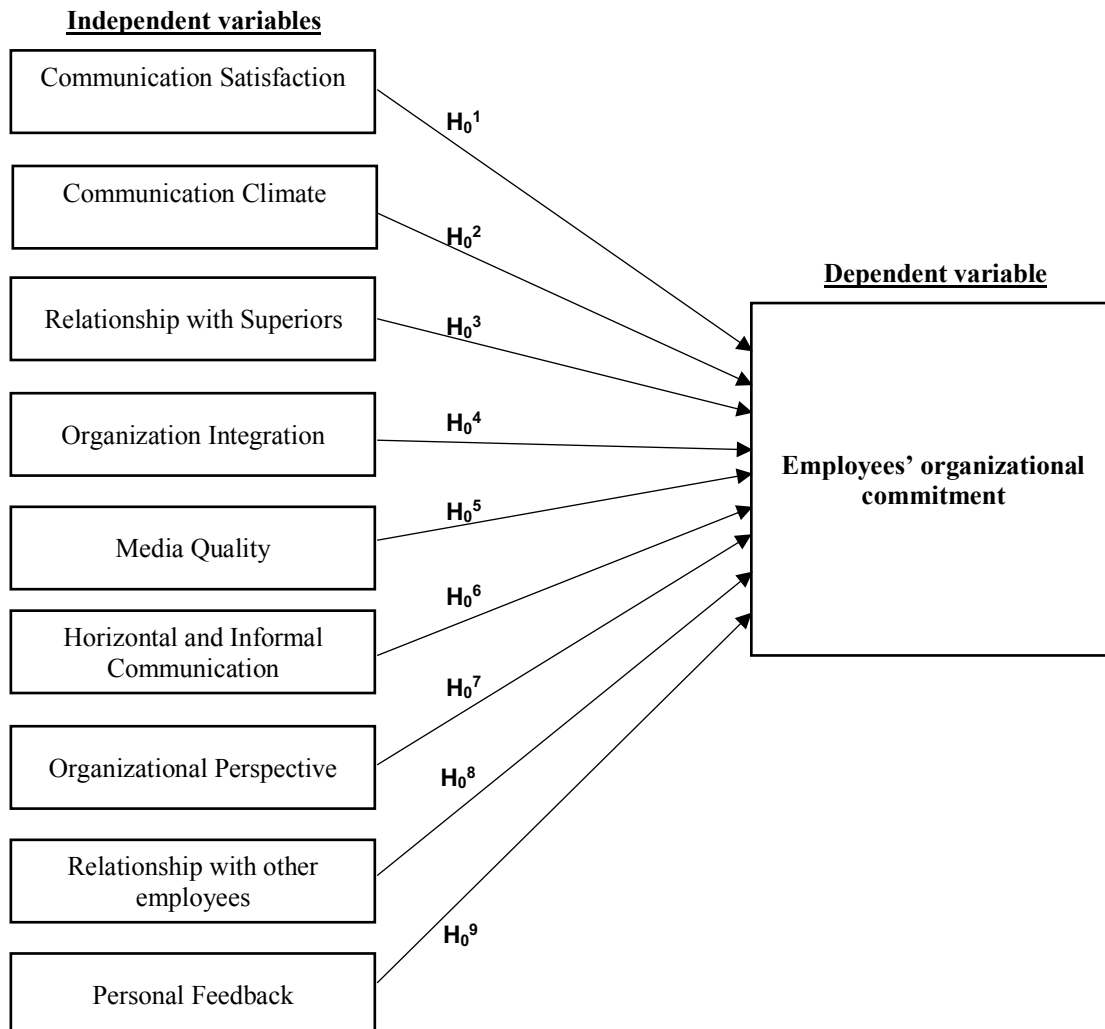 Independent variables
Communication Satisfaction
H₀¹
Communication Climate
H₀²
Dependent variable
Relationship with Superiors
H₀³
Organization Integration
H₀⁴
Employees’ organizational
commitment
Media Quality
H₀⁵
Horizontal and Informal
Communication
H₀⁶
Organizational Perspective
H₀⁷
Relationship with other
employees
H₀⁸
Personal Feedback
H₀⁹